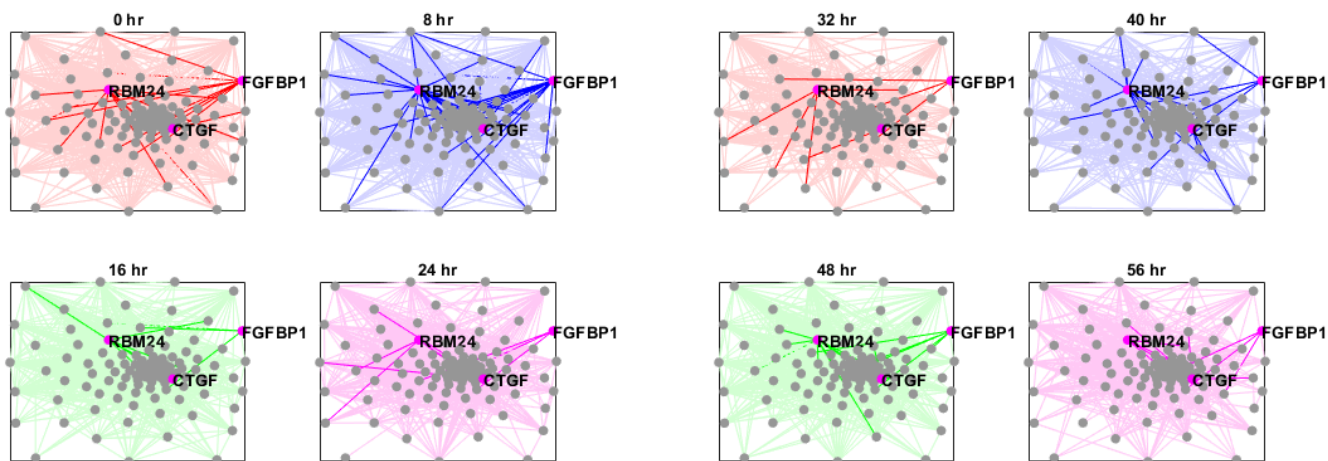 0 hr
8 hr
32 hr
40 hr
RBM24
FGFBP1
CTGF
RBM24
FGFBP1
CTGF
RBM24
FGFBP1
CTGF
RBM24
FGFBP1
CTGF
16 hr
24 hr
48 hr
56 hr
RBM24
FGFBP1
CTGF
RBM24
FGFBP1
CTGF
RBM24
FGFBP1
CTGF
RBM24
FGFBP1
CTGF